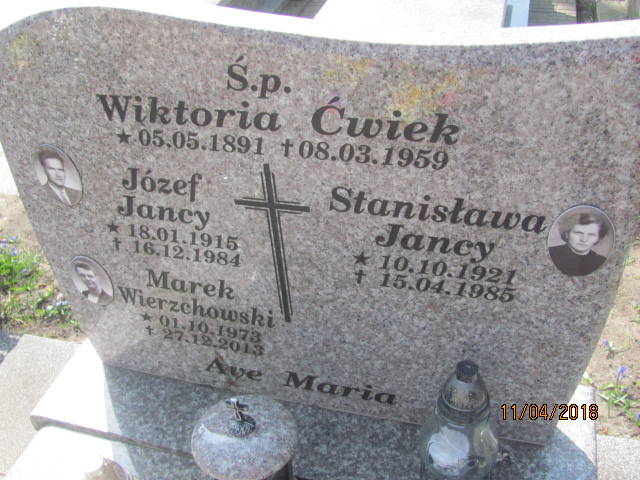 Ś.p.
Wiktoria Ćwiek
★ 05.05.1891 † 08.03.1959
Józef
Jancy
★ 18.01.1915
† 16.12.1984
Stanisława
Jancy
★ 10.10.1921
† 15.04.1985
Marek
Wierzchowski
★ 01.10.1973
† 27.12.2013
Ave Maria
11/04/2018